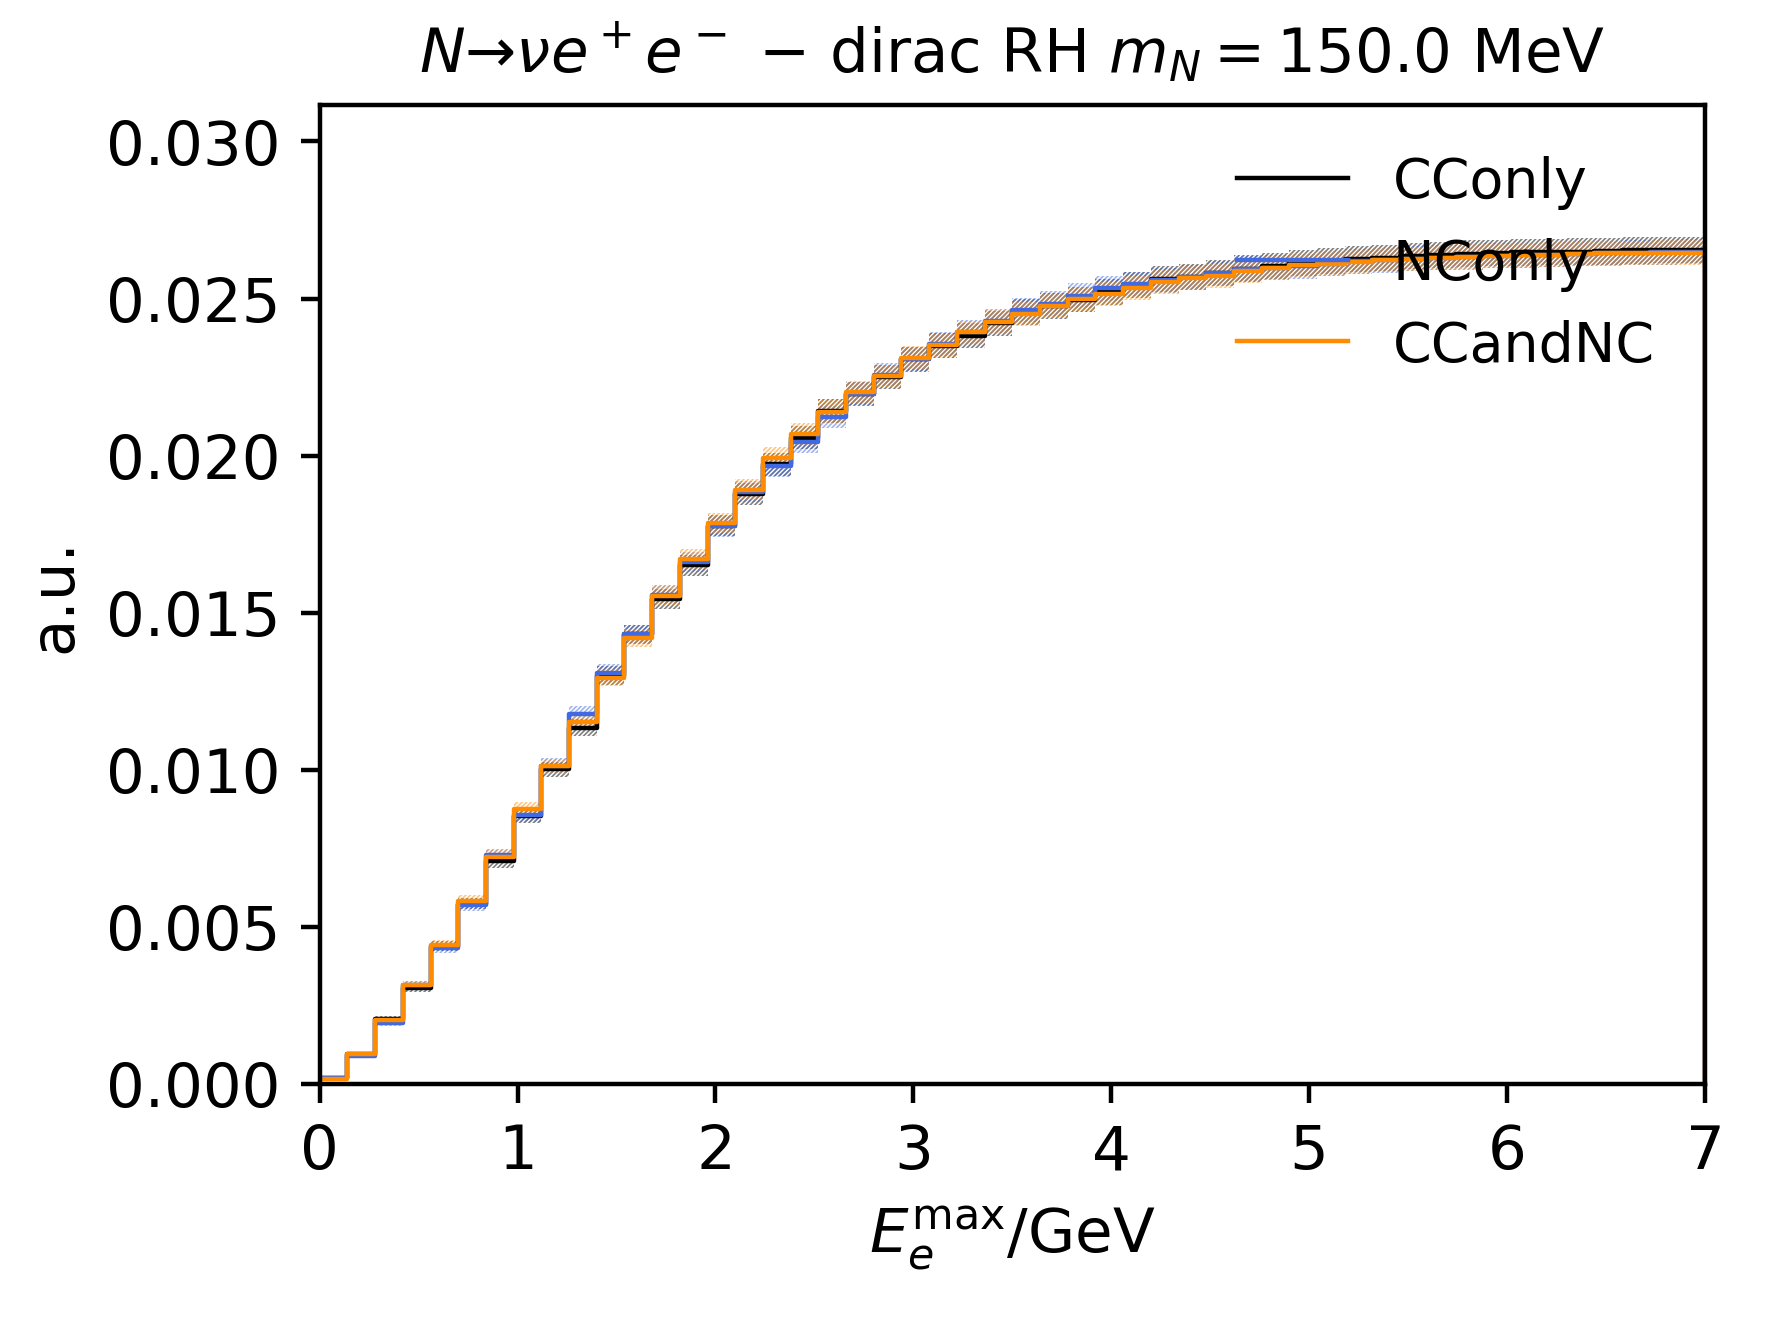 N→νe⁺e⁻ − dirac RH m_N = 150.0 MeV
0.030
0.025
0.020
0.015
0.010
0.005
0.000
a.u.
CConly
NConly
CCandNC
0 1 2 3 4 5 6 7
E_e^max/GeV